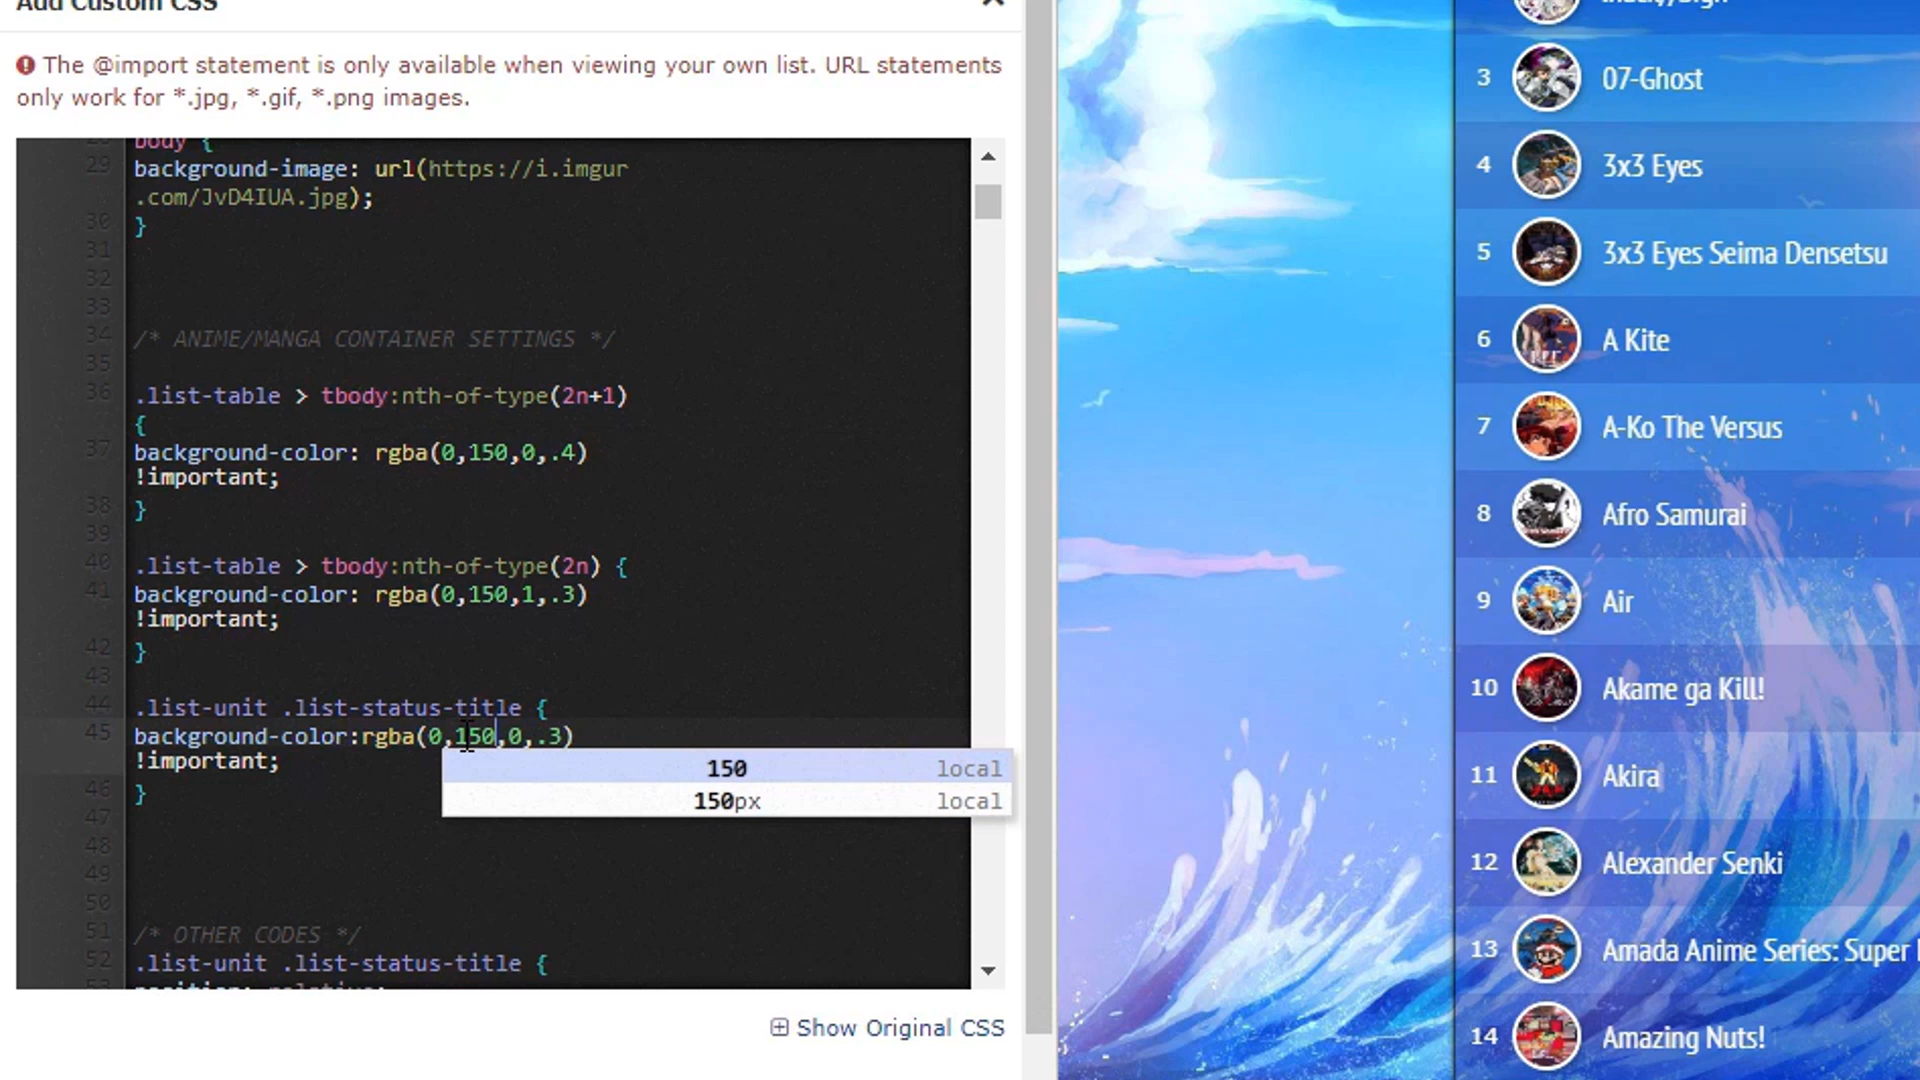 Add Custom CSS
The @import statement is only available when viewing your own list. URL statements
only work for *.jpg, *.gif, *.png images.
28 body {
29 background-image: url(https://i.imgur
.com/JvD4IUA.jpg);
30 }
31
32
33
34 /* ANIME/MANGA CONTAINER SETTINGS */
35
36 .list-table > tbody:nth-of-type(2n+1)
{
37 background-color: rgba(0,150,0,.4)
!important;
38 }
39
40 .list-table > tbody:nth-of-type(2n) {
41 background-color: rgba(0,150,1,.3)
!important;
42 }
43
44 .list-unit .list-status-title {
45 background-color:rgba(0,150,0,.3)
!important;
150 local
150px local
46 }
47
48
49
50
51 /* OTHER CODES */
52 .list-unit .list-status-title {
53 position: relative;
Show Original CSS
3 07-Ghost
4 3x3 Eyes
5 3x3 Eyes Seima Densetsu
6 A Kite
7 A-Ko The Versus
8 Afro Samurai
9 Air
10 Akame ga Kill!
11 Akira
12 Alexander Senki
13 Amada Anime Series: Super
14 Amazing Nuts!